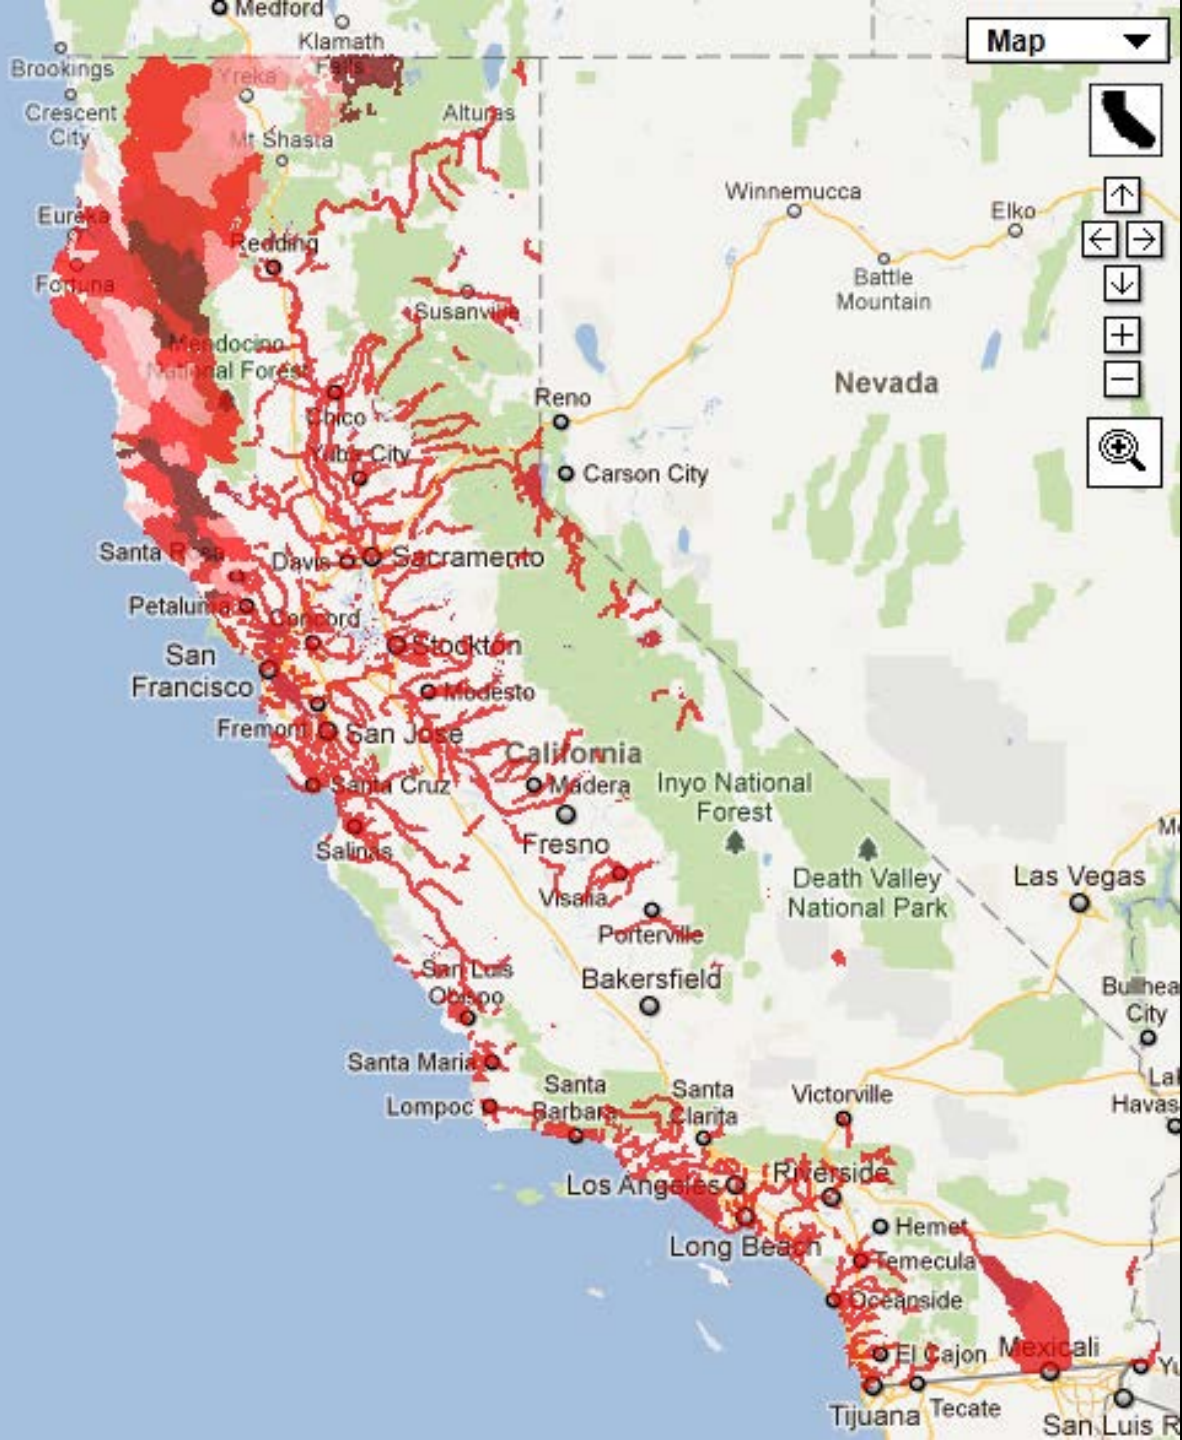 Medford
Klamath
Falls
Map
Brookings
Yreka
Crescent
City
Alturas
Mt Shasta
Winnemucca
Elko
Eureka
Redding
Battle
Mountain
Fortuna
Susanville
Mendocino
National Forest
Nevada
Reno
Chico
Yuba City
Carson City
Santa Rosa
Davis
Sacramento
Petaluma
Concord
Stockton
San
Francisco
Modesto
Fremont
San Jose
California
Santa Cruz
Madera
Inyo National
Forest
Fresno
Salinas
Las Vegas
Death Valley
National Park
Visalia
Porterville
San Luis
Obispo
Bakersfield
Bullhea
City
Santa Maria
Santa
Barbara
Santa
Clarita
Victorville
Havas
Lompoc
Los Angeles
Riverside
Hemet
Long Beach
Temecula
Oceanside
El Cajon
Mexicali
Yu
Tijuana
Tecate
San Luis R